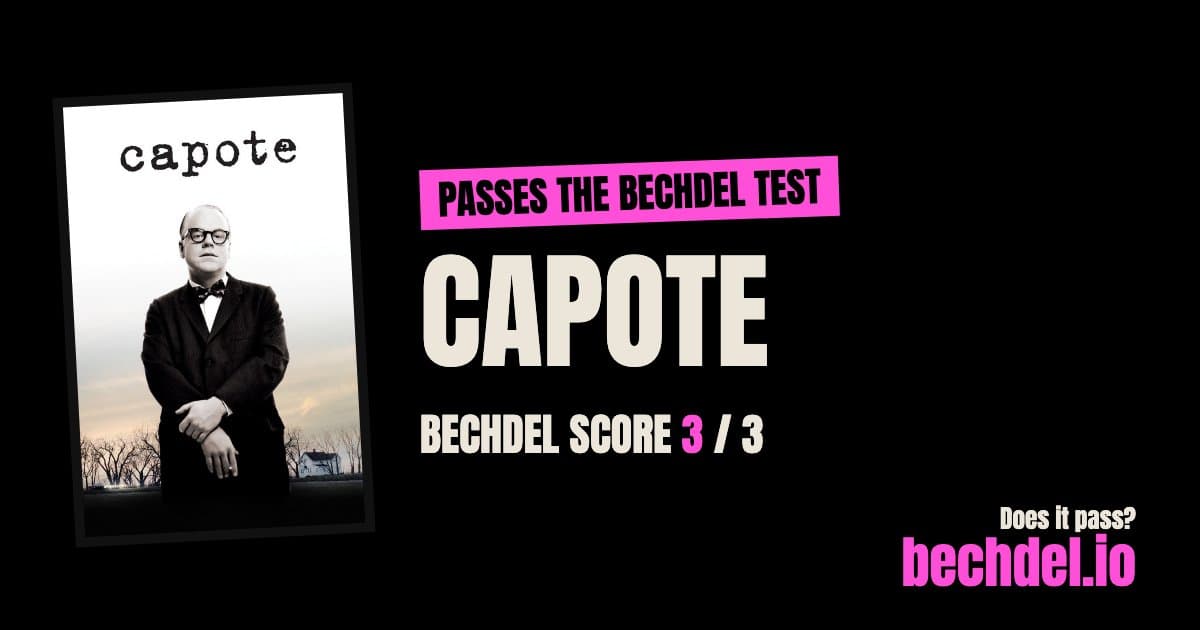 capote
PASSES THE BECHDEL TEST
CAPOTE
BECHDEL SCORE 3 / 3
Does it pass?
bechdel.io